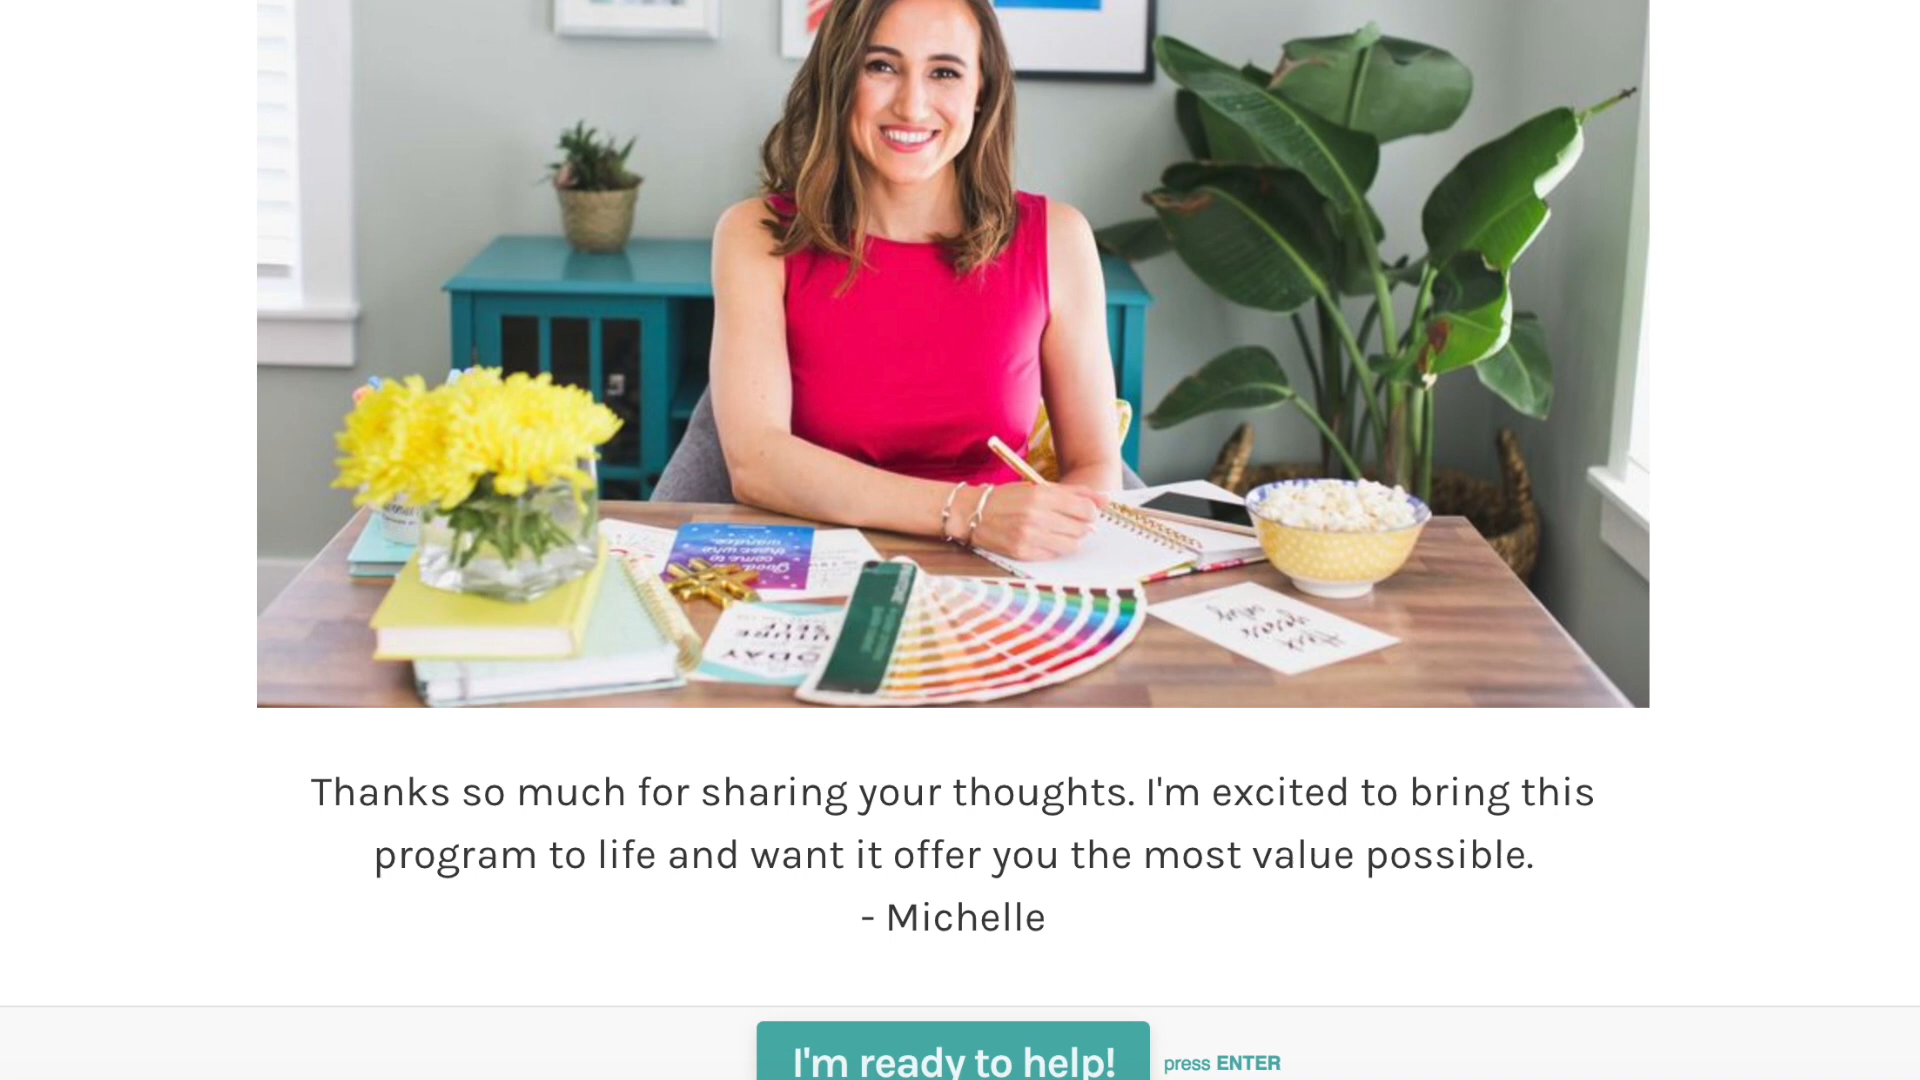 Thanks so much for sharing your thoughts. I'm excited to bring this
program to life and want it offer you the most value possible.
- Michelle
I'm ready to help!
press ENTER